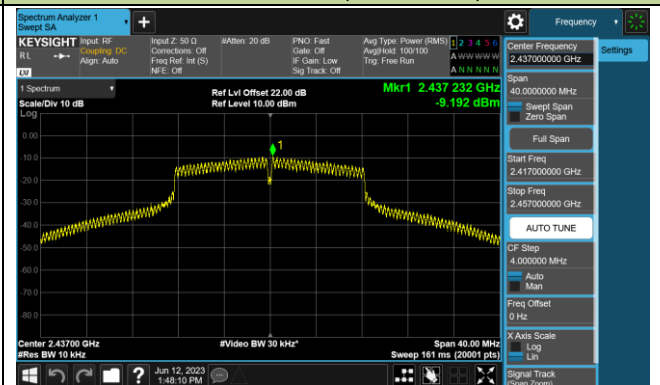 Spectrum Analyzer 1
Swept SA
+
Frequency
KEYSIGHT
Input: RF
Coupling: DC
Align: Auto
Input Z: 50 Ω
Corrections: Off
Freq Ref: Int (S)
NFE: Off
#Atten: 20 dB
PNO: Fast
Gate: Off
IF Gain: Low
Sig Track: Off
Avg Type: Power (RMS)
Avg|Hold: 100/100
Trig: Free Run
1 2 3 4 5 6
A W W W W W
A N N N N N
RL
LXI
Center Frequency
2.437000000 GHz
Settings
Span
40.0000000 MHz
Swept Span
Zero Span
Full Span
Start Freq
2.417000000 GHz
Stop Freq
2.457000000 GHz
AUTO TUNE
CF Step
4.000000 MHz
Auto
Man
Freq Offset
0 Hz
X Axis Scale
Log
Lin
Signal Track
(Span Zoom)
1 Spectrum
Scale/Div 10 dB
Log
Ref Lvl Offset 22.00 dB
Ref Level 10.00 dBm
Mkr1 2.437 232 GHz
-9.192 dBm
1
0.00
-10.0
-20.0
-30.0
-40.0
-50.0
-60.0
-70.0
-80.0
Center 2.43700 GHz
#Res BW 10 kHz
#Video BW 30 kHz*
Span 40.00 MHz
Sweep 161 ms (20001 pts)
?
Jun 12, 2023
1:48:10 PM